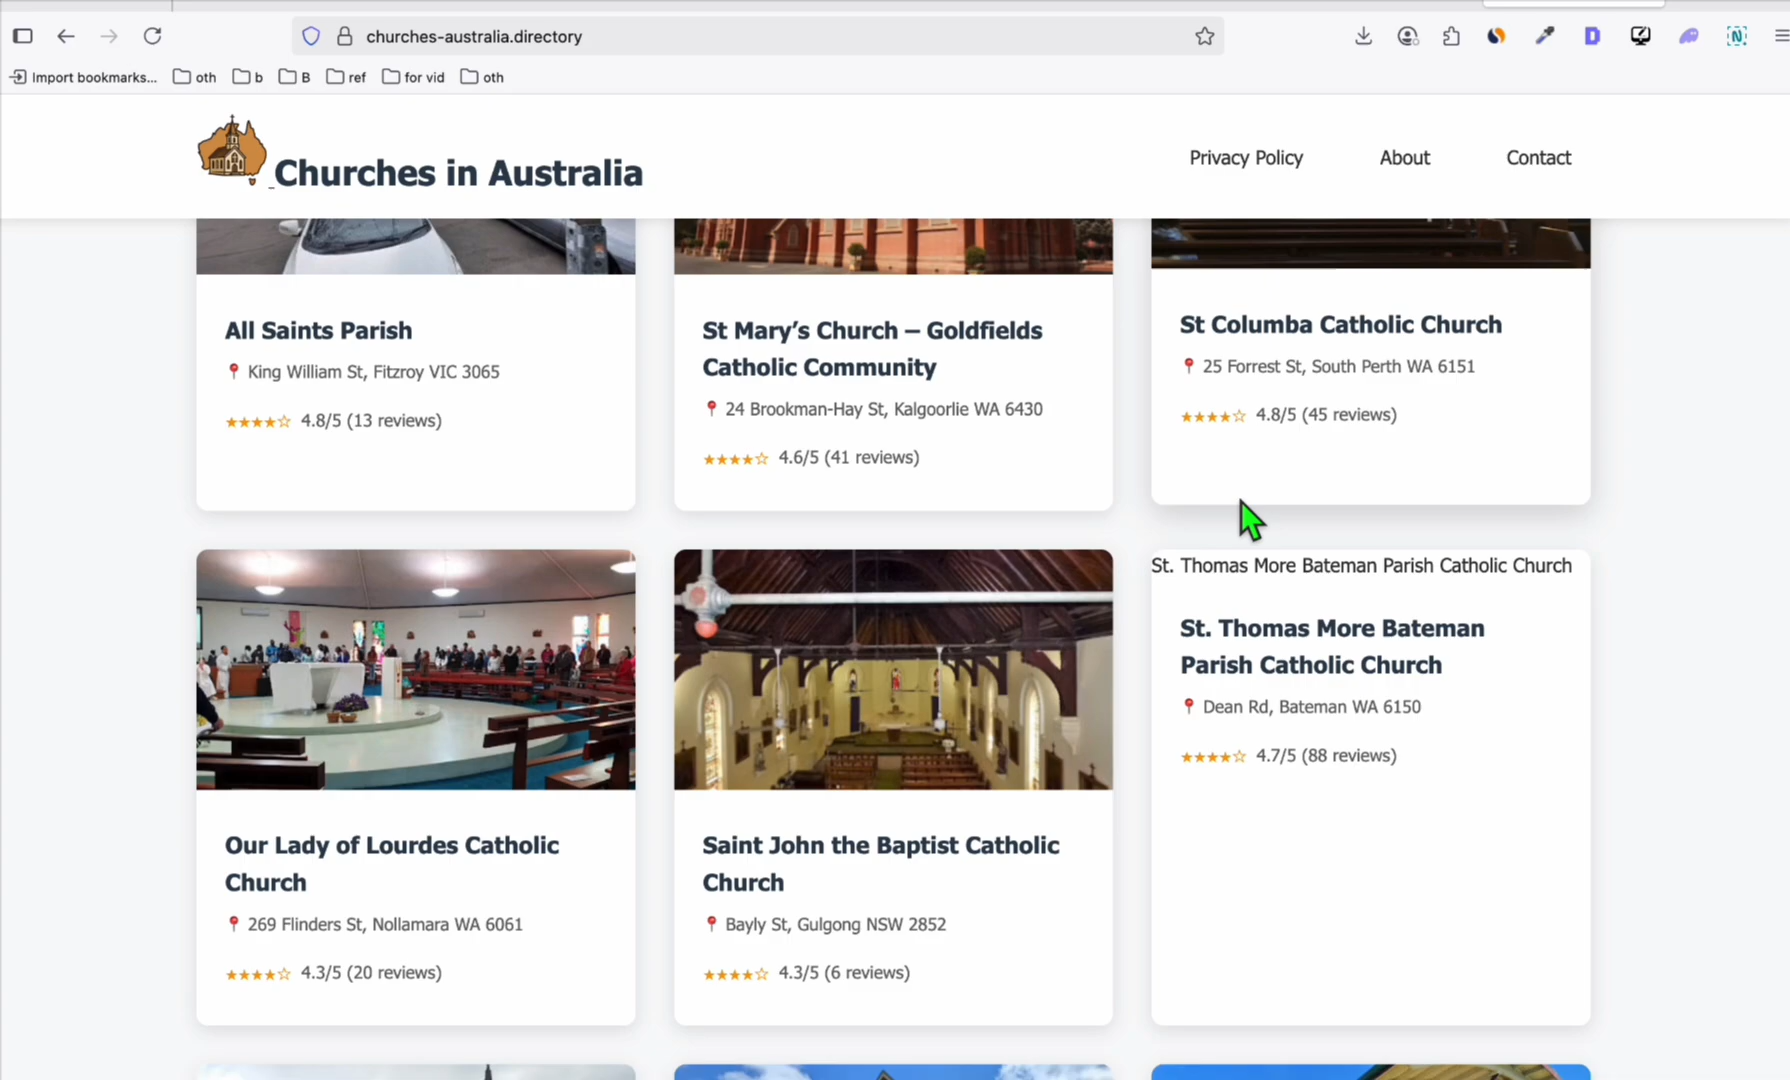 churches-australia.directory
Import bookmarks...
oth
b
B
ref
for vid
oth
Churches in Australia
Privacy Policy
About
Contact
All Saints Parish
King William St, Fitzroy VIC 3065
★★★★☆ 4.8/5 (13 reviews)
St Mary’s Church – Goldfields
Catholic Community
24 Brookman-Hay St, Kalgoorlie WA 6430
★★★★☆ 4.6/5 (41 reviews)
St Columba Catholic Church
25 Forrest St, South Perth WA 6151
★★★★☆ 4.8/5 (45 reviews)
Our Lady of Lourdes Catholic
Church
269 Flinders St, Nollamara WA 6061
★★★★☆ 4.3/5 (20 reviews)
Saint John the Baptist Catholic
Church
Bayly St, Gulgong NSW 2852
★★★★☆ 4.3/5 (6 reviews)
St. Thomas More Bateman Parish Catholic Church
St. Thomas More Bateman
Parish Catholic Church
Dean Rd, Bateman WA 6150
★★★★☆ 4.7/5 (88 reviews)